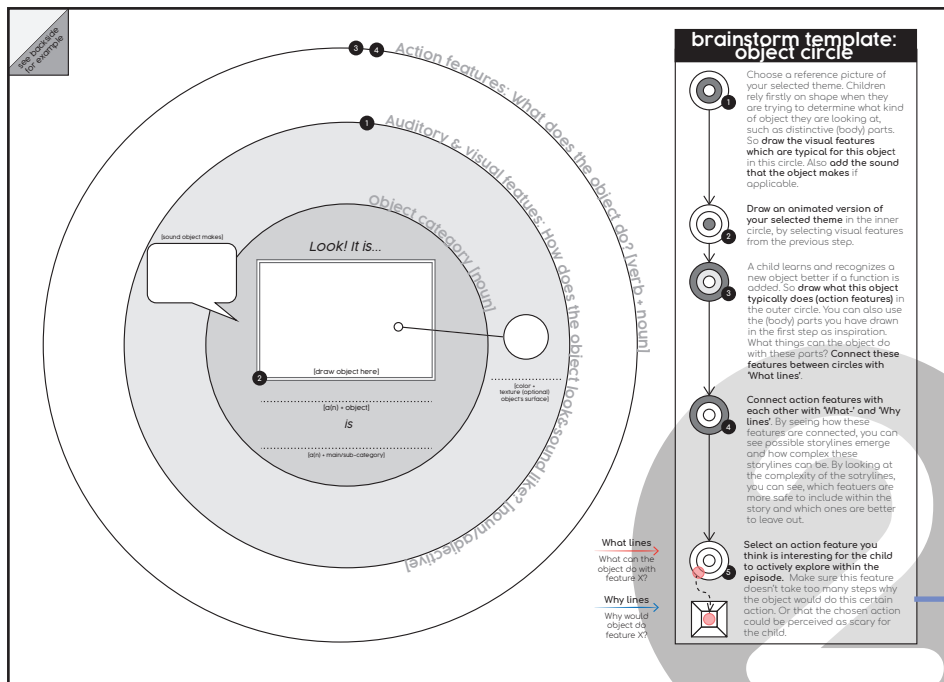 see backside
for example
3
4
Action features: What does the object do? [verb + noun]
1
Auditory & visual featues: How does the object looks-sound like? [noun/adjective]
Object category [noun]
[sound object makes]
Look! It is...
[draw object here]
2
[color +
texture (optional)
object's surface]
[a(n) + object]
is
[a(n) + main/sub-category]
What lines
What can the
object do with
feature X?
Why lines
Why would
object do
feature X?
brainstorm template:
object circle
1
Choose a reference picture of
your selected theme. Children
rely firstly on shape when they
are trying to determine what kind
of object they are looking at,
such as distinctive (body) parts.
So draw the visual features
which are typical for this object
in this circle. Also add the sound
that the object makes if
applicable.
2
Draw an animated version of
your selected theme in the inner
circle, by selecting visual features
from the previous step.
3
A child learns and recognizes a
new object better if a function is
added. So draw what this object
typically does (action features) in
the outer circle. You can also use
the (body) parts you have drawn
in the first step as inspiration.
What things can the object do
with these parts? Connect these
features between circles with
'What lines'.
4
Connect action features with
each other with 'What-' and 'Why
lines'. By seeing how these
features are connected, you can
see possible storylines emerge
and how complex these
storylines can be. By looking at
the complexity of the sotrylines,
you can see, which featuers are
more safe to include within the
story and which ones are better
to leave out.
5
Select an action feature you
think is interesting for the child
to actively explore within the
episode. Make sure this feature
doesn't take too many steps why
the object would do this certain
action. Or that the chosen action
could be perceived as scary for
the child.
2